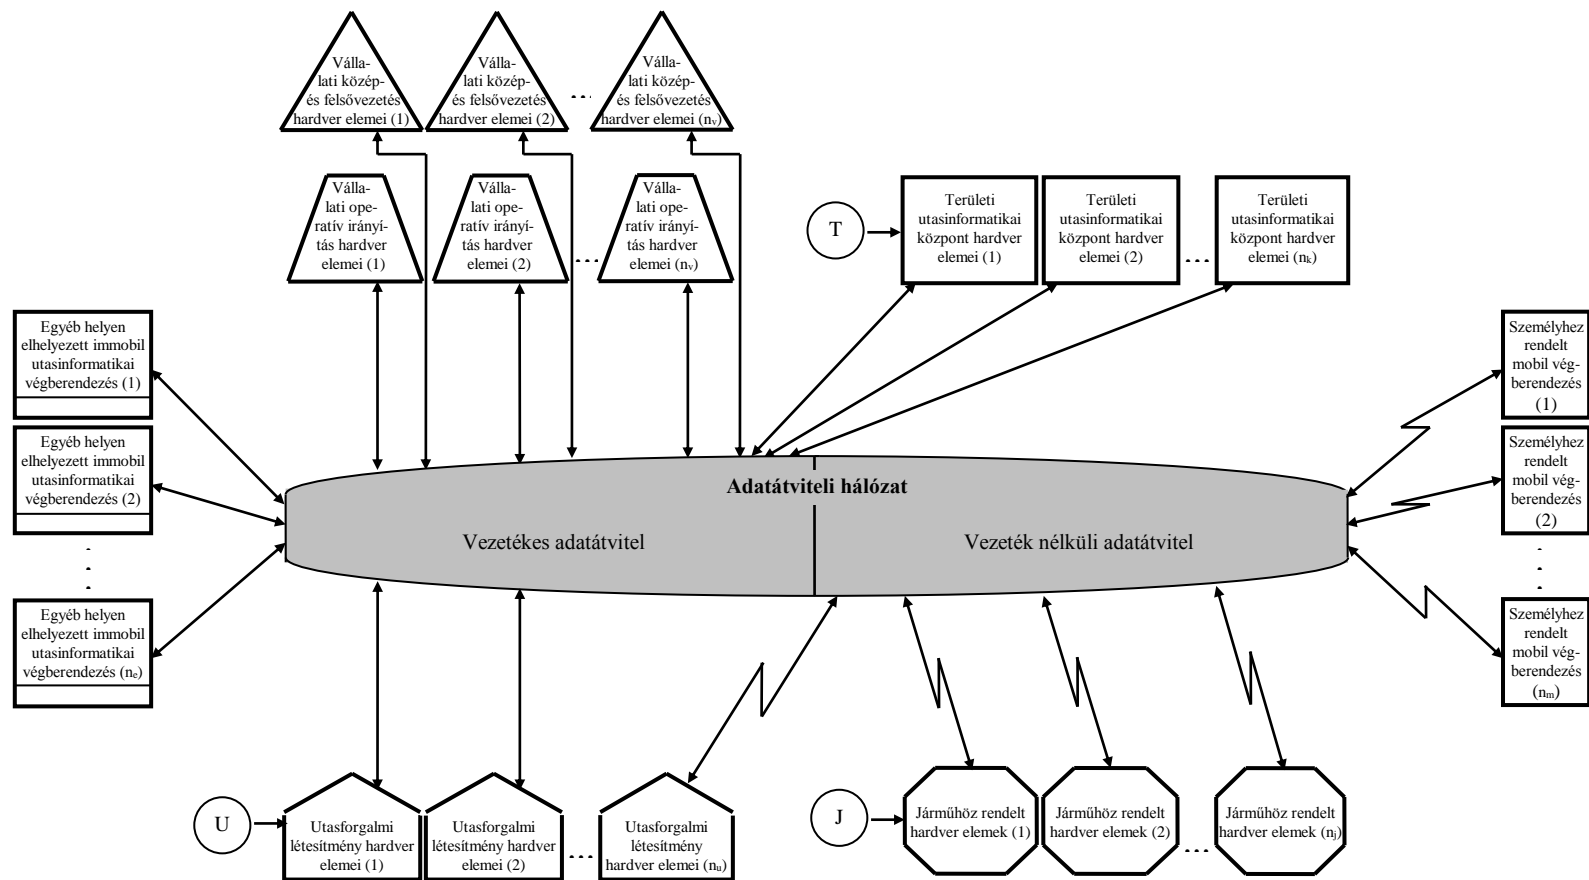 Válla-
lati közép-
és felsővezetés
hardver elemei (1)
Válla-
lati közép-
és felsővezetés
hardver elemei (2)
...
Válla-
lati közép-
és felsővezetés
hardver elemei (nᵥ)
Válla-
lati ope-
ratív irányí-
tás hardver
elemei (1)
Válla-
lati ope-
ratív irányí-
tás hardver
elemei (2)
...
Válla-
lati ope-
ratív irányí-
tás hardver
elemei (nᵥ)
T
Területi
utasinformatikai
központ hardver
elemei (1)
Területi
utasinformatikai
központ hardver
elemei (2)
...
Területi
utasinformatikai
központ hardver
elemei (nₖ)
Egyéb helyen
elhelyezett immobil
utasinformatikai
végberendezés (1)
Egyéb helyen
elhelyezett immobil
utasinformatikai
végberendezés (2)
...
Egyéb helyen
elhelyezett immobil
utasinformatikai
végberendezés (nₑ)
Adatátviteli hálózat
Vezetékes adatátvitel
Vezeték nélküli adatátvitel
Személyhez
rendelt
mobil vég-
berendezés
(1)
Személyhez
rendelt
mobil vég-
berendezés
(2)
...
Személyhez
rendelt
mobil vég-
berendezés
(nₘ)
U
Utasforgalmi
létesítmény hardver
elemei (1)
Utasforgalmi
létesítmény hardver
elemei (2)
...
Utasforgalmi
létesítmény
hardver elemei (nᵤ)
J
Járműhöz rendelt
hardver elemek (1)
Járműhöz rendelt
hardver elemek (2)
...
Járműhöz rendelt
hardver elemek (nⱼ)